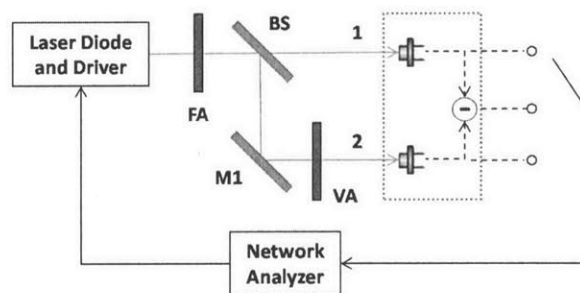 BS
Laser Diode
and Driver
1
FA
2
M1
VA
Network
Analyzer